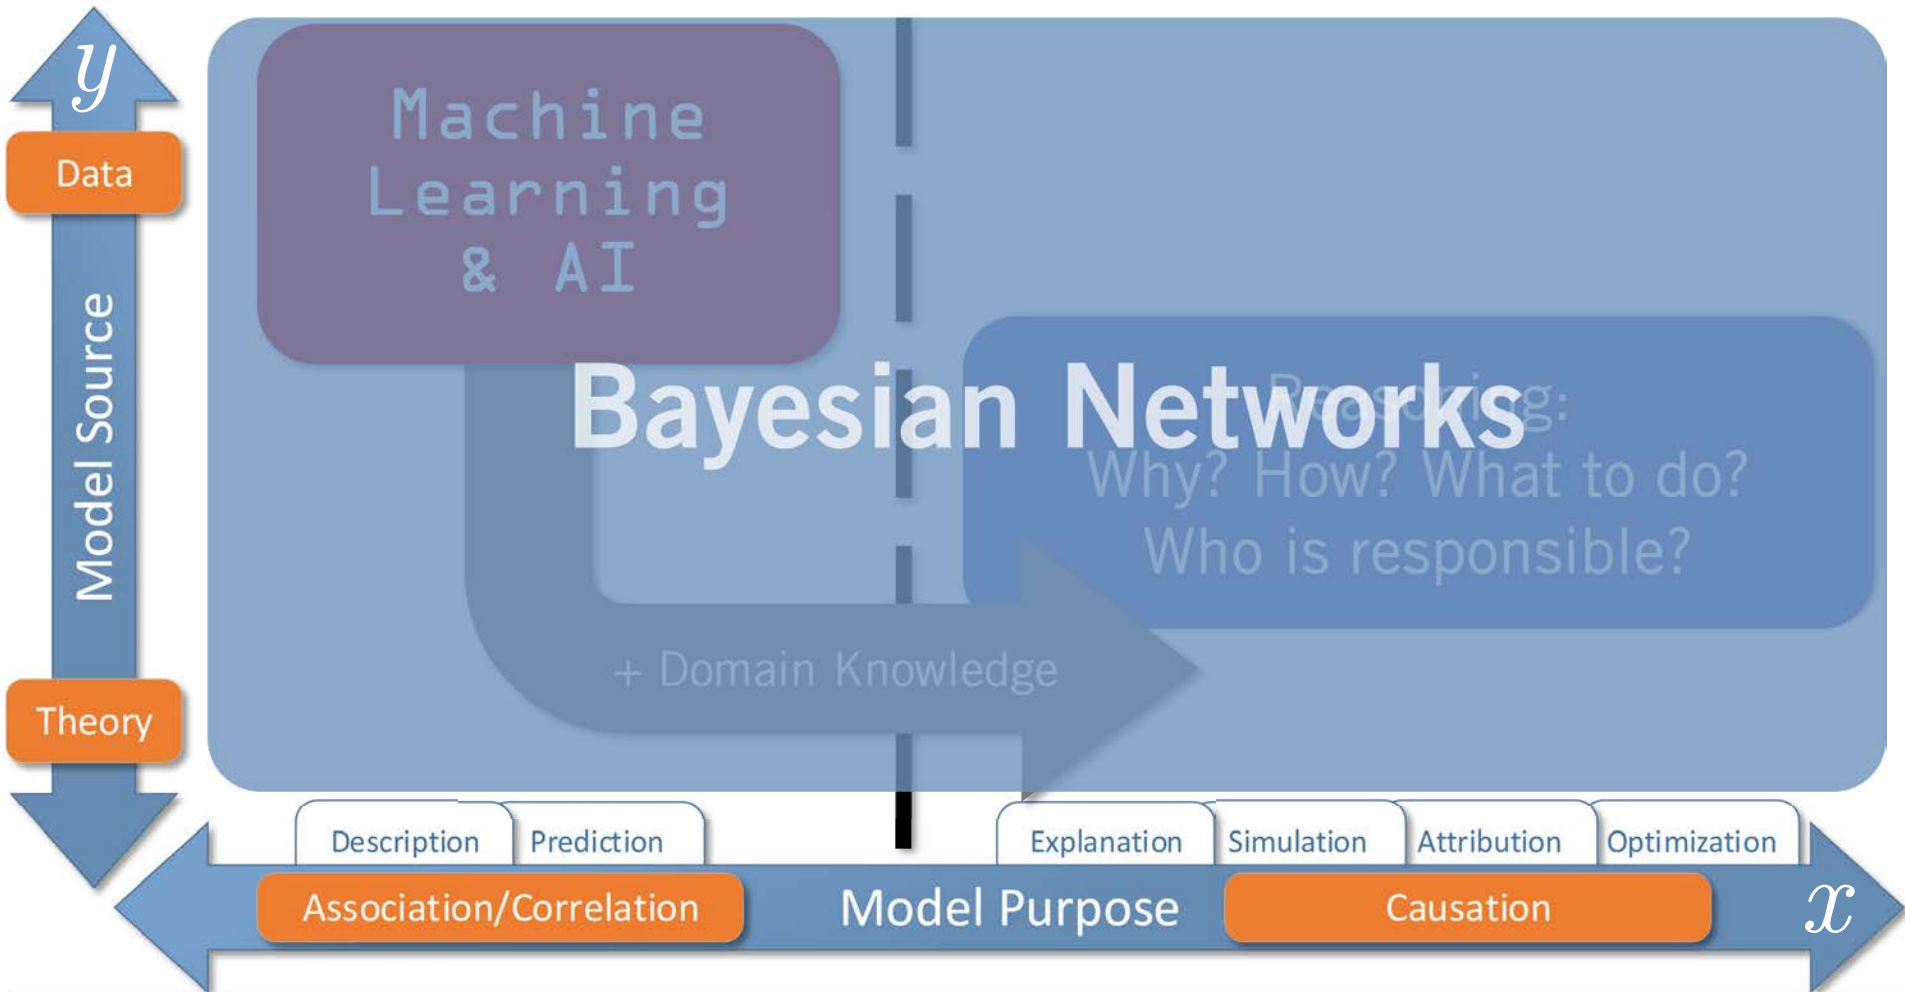 y
Data
Model Source
Theory
Machine
Learning
& AI
Bayesian Networks
Reasoning:
Why? How? What to do?
Who is responsible?
+ Domain Knowledge
Description
Prediction
Explanation
Simulation
Attribution
Optimization
Association/Correlation
Model Purpose
Causation
x